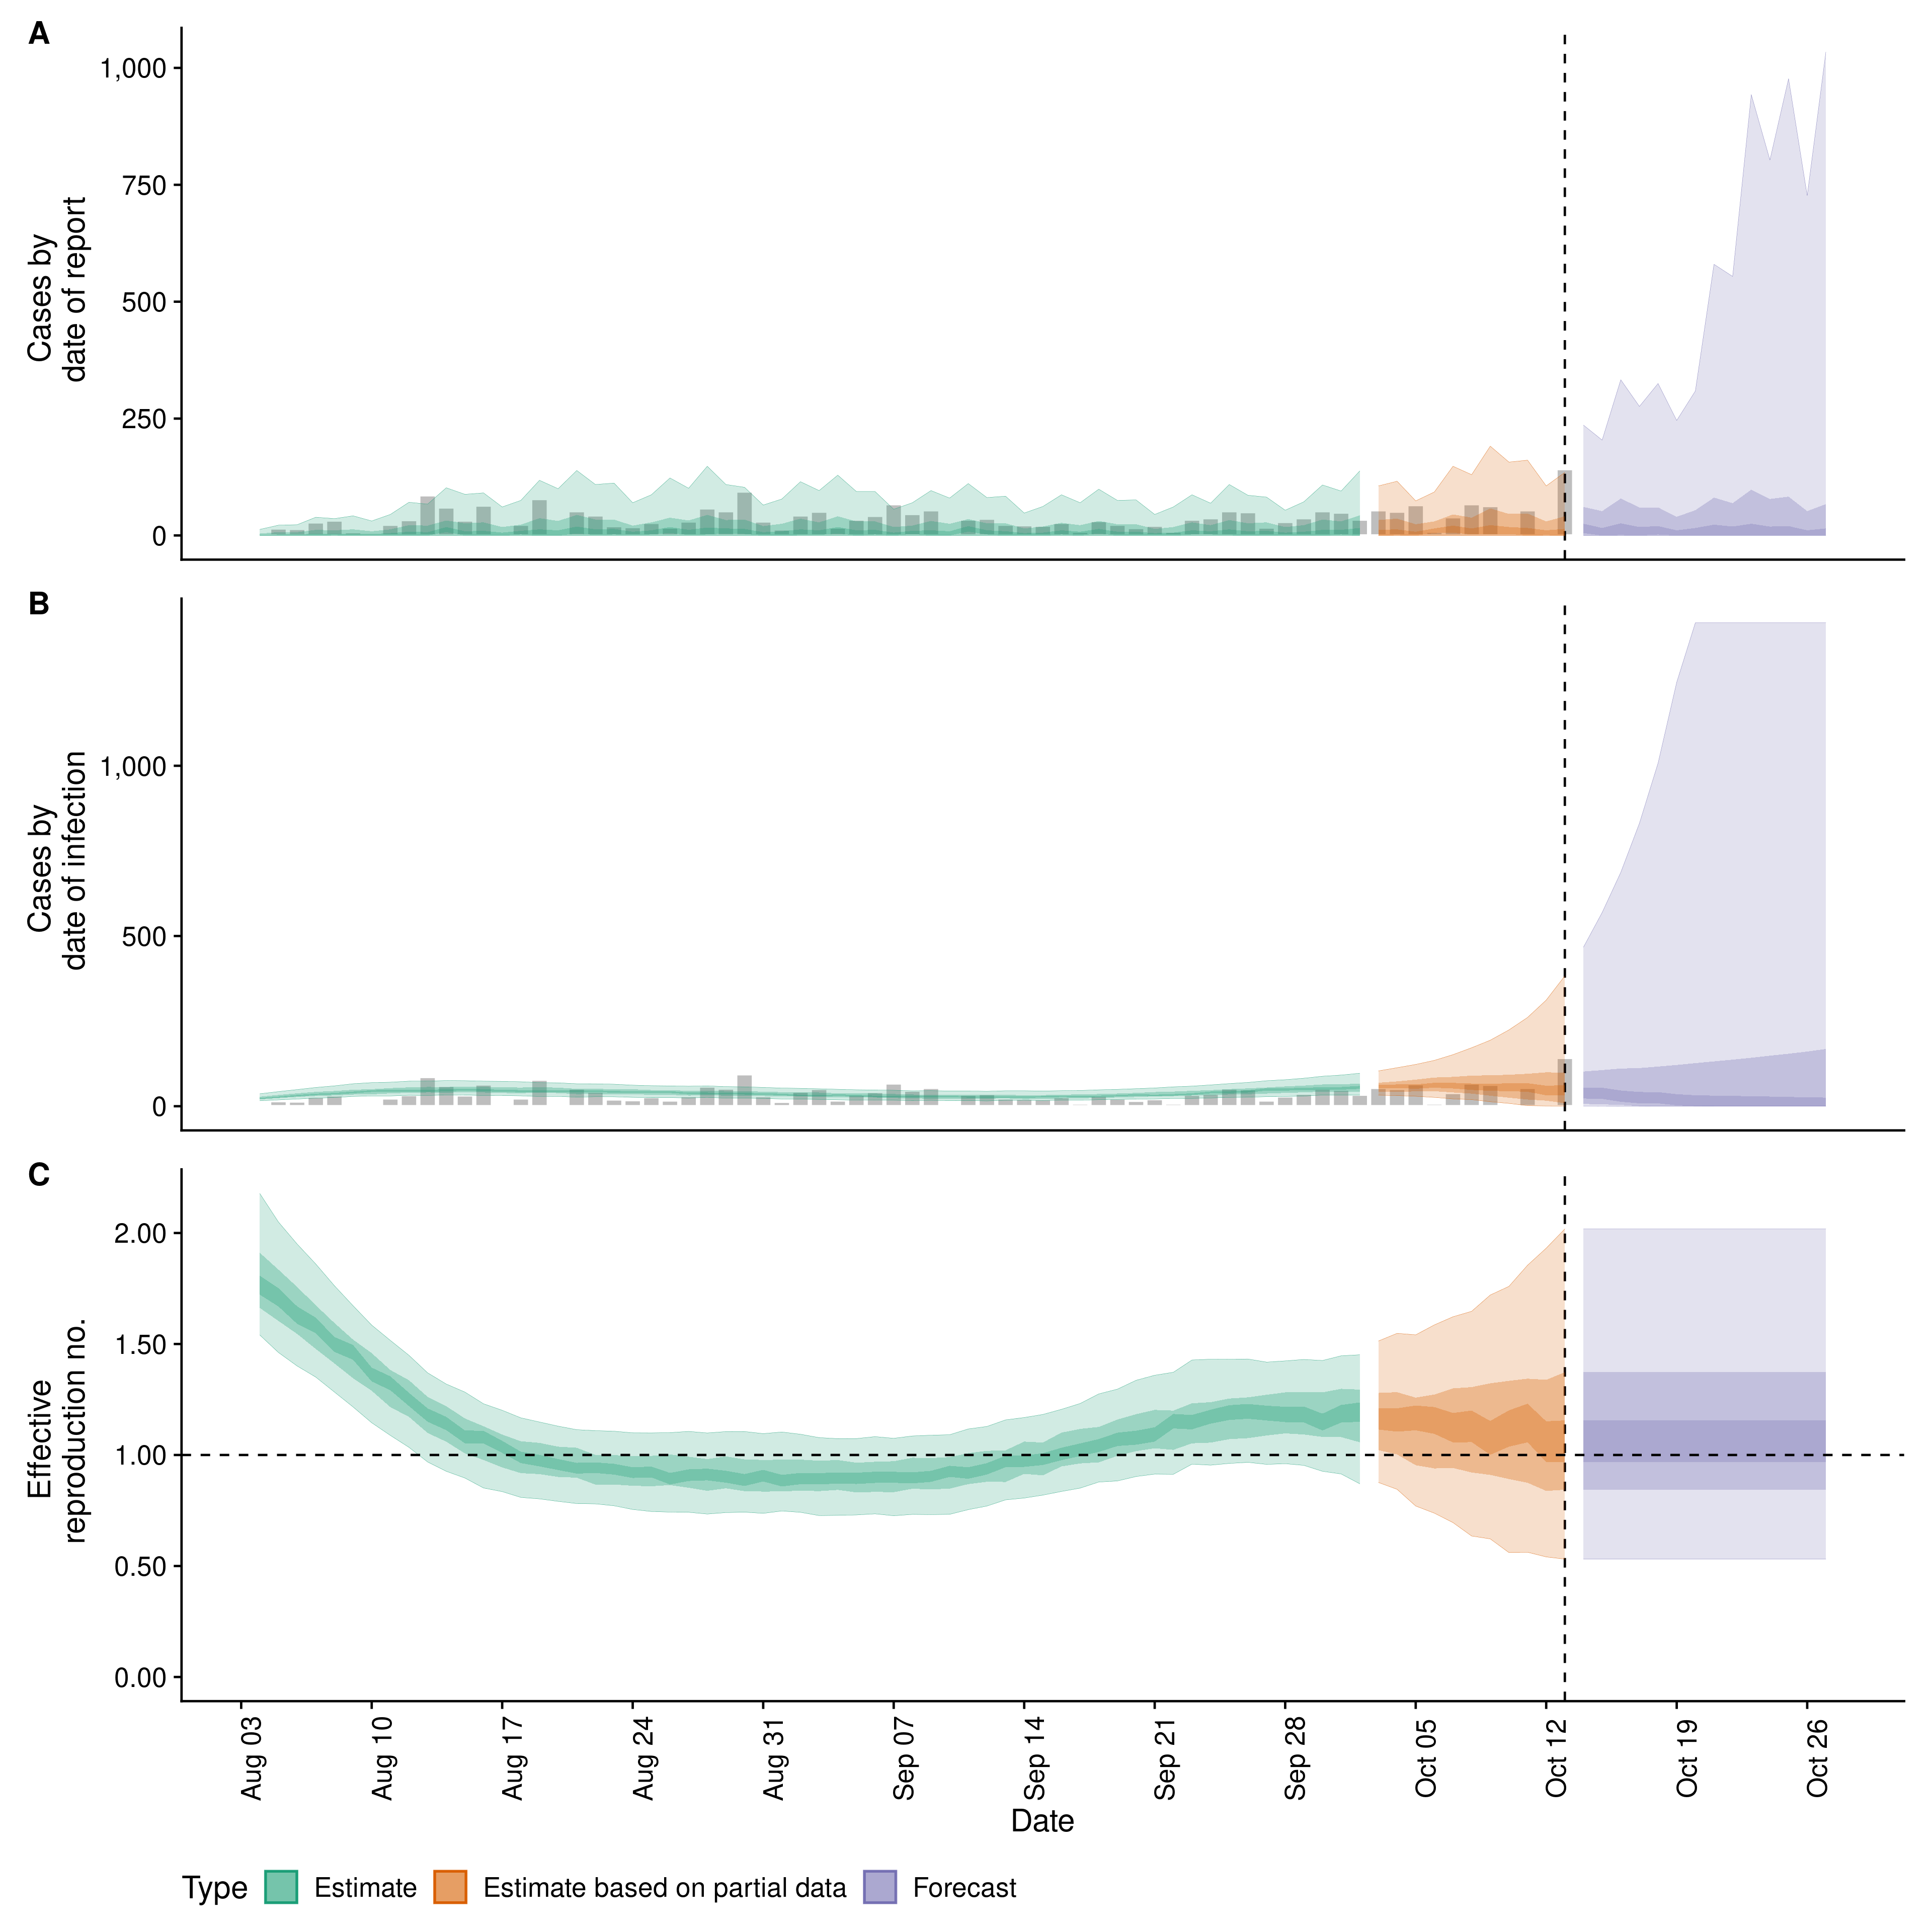 A
1,000
750
500
250
0
Cases by
date of report
B
1,000
500
0
Cases by
date of infection
C
2.00
1.50
1.00
0.50
0.00
Effective
reproduction no.
Aug 03
Aug 10
Aug 17
Aug 24
Aug 31
Sep 07
Sep 14
Sep 21
Sep 28
Oct 05
Oct 12
Oct 19
Oct 26
Date
Type Estimate Estimate based on partial data Forecast